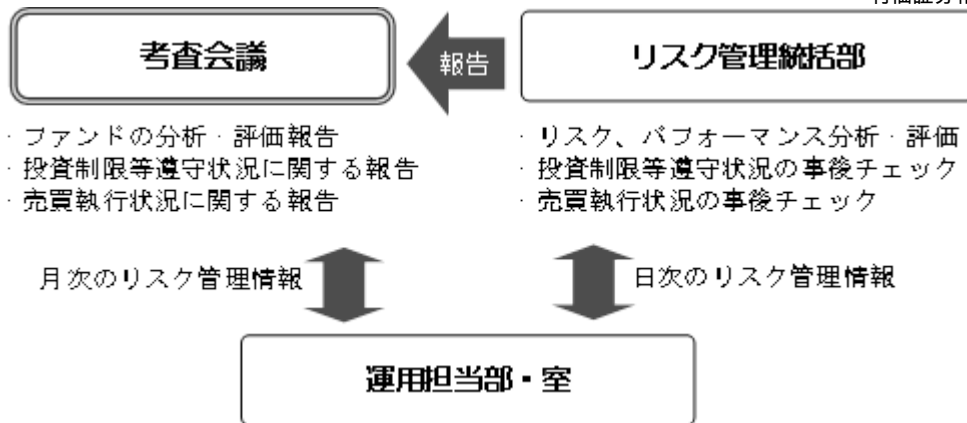 考査会議
報告
リスク管理統括部
・ファンドの分析・評価報告
・投資制限等遵守状況に関する報告
・売買執行状況に関する報告
・リスク、パフォーマンス分析・評価
・投資制限等遵守状況の事後チェック
・売買執行状況の事後チェック
月次のリスク管理情報
日次のリスク管理情報
運用担当部・室